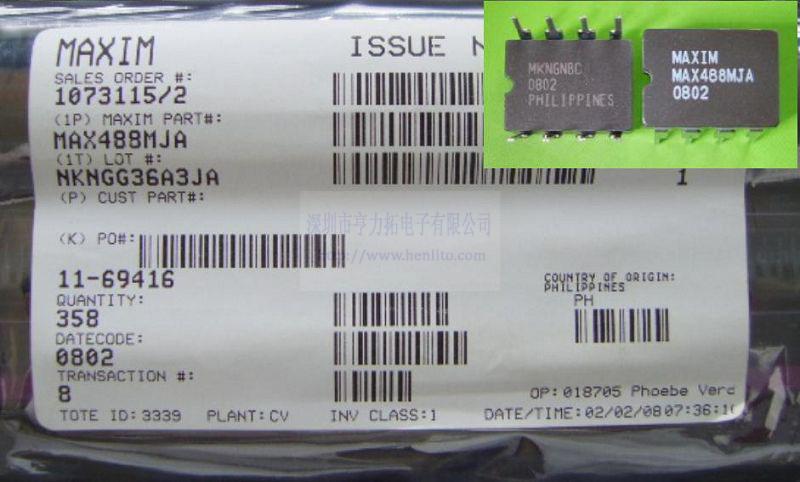 MAXIM
ISSUE
SALES ORDER #:
1073115/2
(1P) MAXIM PART#:
MAX488MJA
(1T) LOT #:
NKNGG36A3JA
1
(P) CUST PART#:
(K) PO#:
11-69416
QUANTITY:
358
DATECODE:
0802
TRANSACTION #:
8
COUNTRY OF ORIGIN:
PHILIPPINES
PH
OP: 018705 Phoebe Verd
TOTE ID: 3339 PLANT: CV INV CLASS: 1 DATE/TIME: 02/02/08 07:36:1
MKNGNBC
0802
PHILIPPINES
MAXIM
MAX488MJA
0802
深圳市亨力拓电子有限公司
http://www.henlito.com